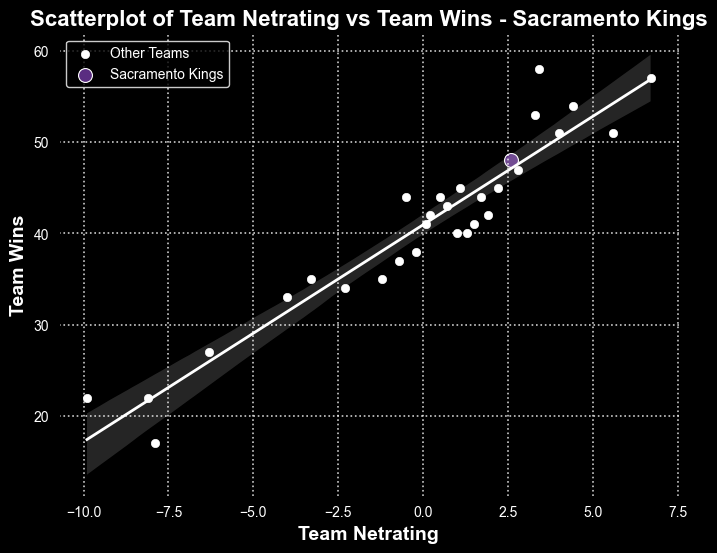 Scatterplot of Team Netrating vs Team Wins - Sacramento Kings
Other Teams
Sacramento Kings
Team Wins
60
50
40
30
20
−10.0 −7.5 −5.0 −2.5 0.0 2.5 5.0 7.5
Team Netrating